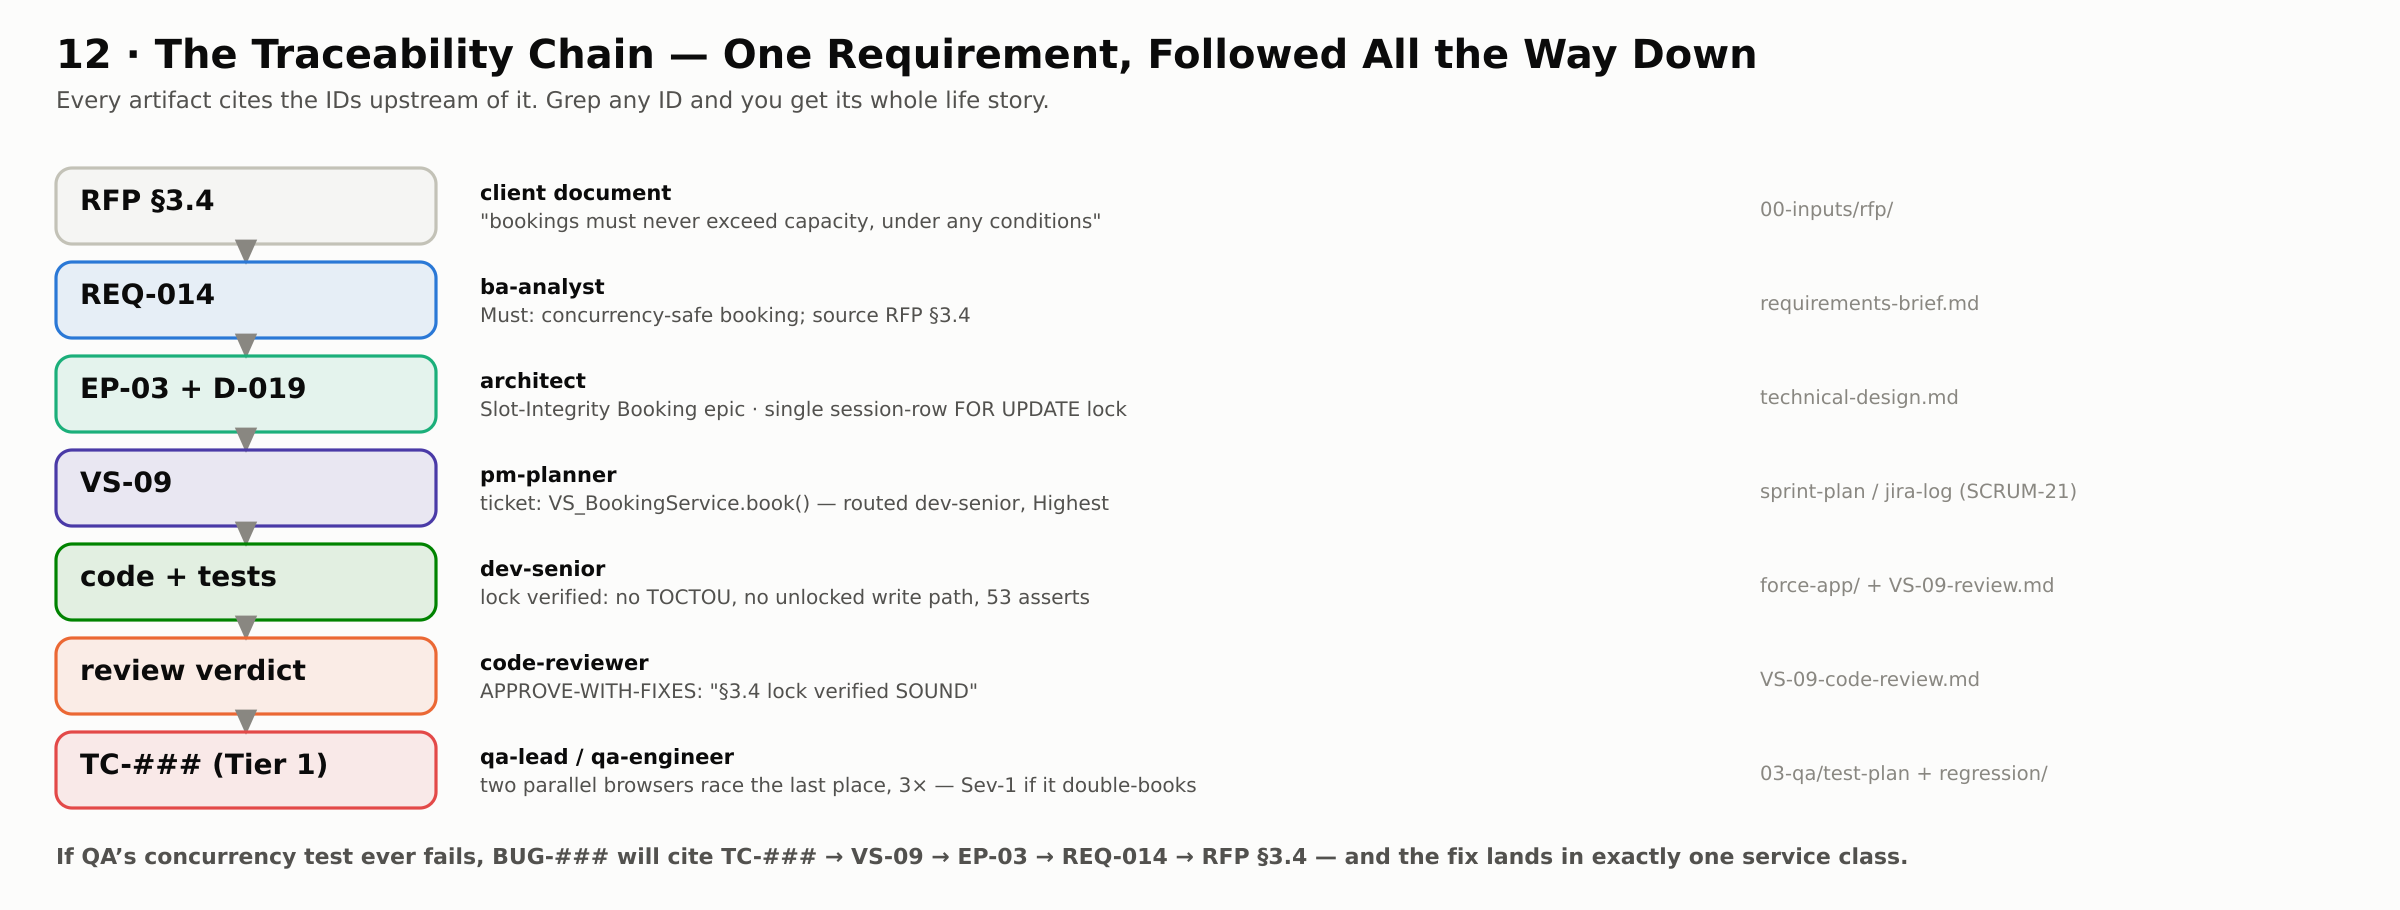 12 · The Traceability Chain — One Requirement, Followed All the Way Down
Every artifact cites the IDs upstream of it. Grep any ID and you get its whole life story.
RFP §3.4
client document
"bookings must never exceed capacity, under any conditions"
00-inputs/rfp/
REQ-014
ba-analyst
Must: concurrency-safe booking; source RFP §3.4
requirements-brief.md
EP-03 + D-019
architect
Slot-Integrity Booking epic · single session-row FOR UPDATE lock
technical-design.md
VS-09
pm-planner
ticket: VS_BookingService.book() — routed dev-senior, Highest
sprint-plan / jira-log (SCRUM-21)
code + tests
dev-senior
lock verified: no TOCTOU, no unlocked write path, 53 asserts
force-app/ + VS-09-review.md
review verdict
code-reviewer
APPROVE-WITH-FIXES: "§3.4 lock verified SOUND"
VS-09-code-review.md
TC-### (Tier 1)
qa-lead / qa-engineer
two parallel browsers race the last place, 3× — Sev-1 if it double-books
03-qa/test-plan + regression/
If QA’s concurrency test ever fails, BUG-### will cite TC-### → VS-09 → EP-03 → REQ-014 → RFP §3.4 — and the fix lands in exactly one service class.